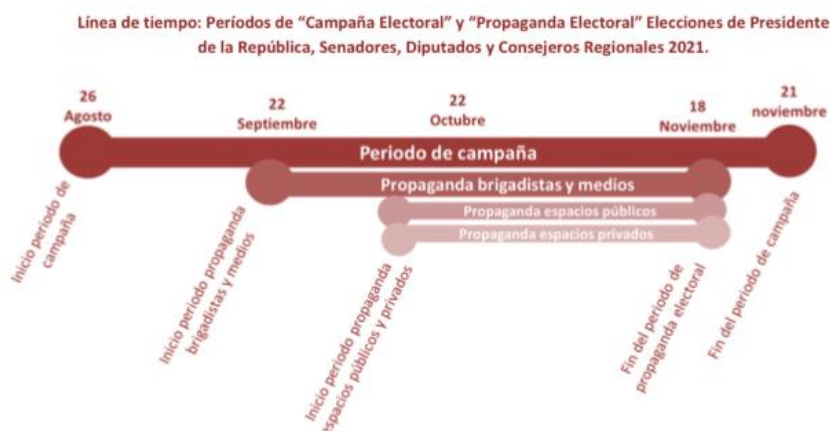 Línea de tiempo: Períodos de “Campaña Electoral” y “Propaganda Electoral” Elecciones de Presidente
de la República, Senadores, Diputados y Consejeros Regionales 2021.
26
Agosto
22
Septiembre
22
Octubre
18
Noviembre
21
noviembre
Periodo de campaña
Propaganda brigadistas y medios
Propaganda espacios públicos
Propaganda espacios privados
Inicio periodo de
campaña
Inicio periodo propaganda
brigadistas y medios
Inicio periodo propaganda
espacios públicos y privados
Fin del periodo de
propaganda electoral
Fin del periodo de campaña